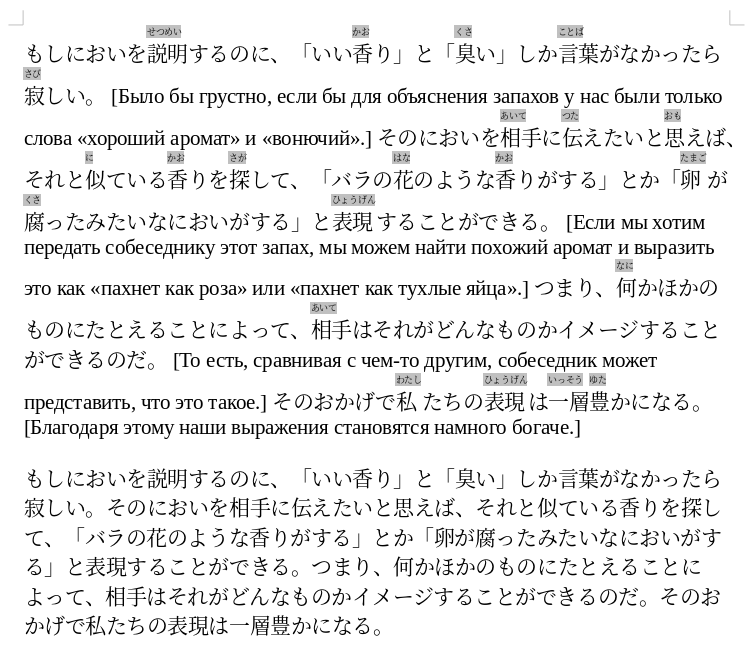 せつめい かお くさ ことば
もしにおいを説明するのに、「いい香り」と「臭い」しか言葉がなかったら
さび
寂しい。 [Было бы грустно, если бы для объяснения запахов у нас были только
あいて つた おも
слова «хороший аромат» и «вонючий».] そのにおいを相手に伝えたいと思えば、
に かお さが はな かお たまご
それと似ている香りを探して、「バラの花のような香りがする」とか「卵 が
くさ ひょうげん
腐ったみたいなにおいがする」と表現することができる。 [Если мы хотим
передать собеседнику этот запах, мы можем найти похожий аромат и выразить
なに
это как «пахнет как роза» или «пахнет как тухлые яйца».] つまり、何かほかの
あいて
ものにたとえることによって、相手はそれがどんなものかイメージすること
ができるのだ。 [То есть, сравнивая с чем-то другим, собеседник может
わたし ひょうげん いっそう ゆた
представить, что это такое.] そのおかげで私 たちの表現は一層豊かになる。
[Благодаря этому наши выражения становятся намного богаче.]
もしにおいを説明するのに、「いい香り」と「臭い」しか言葉がなかったら
寂しい。そのにおいを相手に伝えたいと思えば、それと似ている香りを探し
て、「バラの花のような香りがする」とか「卵が腐ったみたいなにおいがす
る」と表現することができる。つまり、何かほかのものにたとえることに
よって、相手はそれがどんなものかイメージすることができるのだ。そのお
かげで私たちの表現は一層豊かになる。